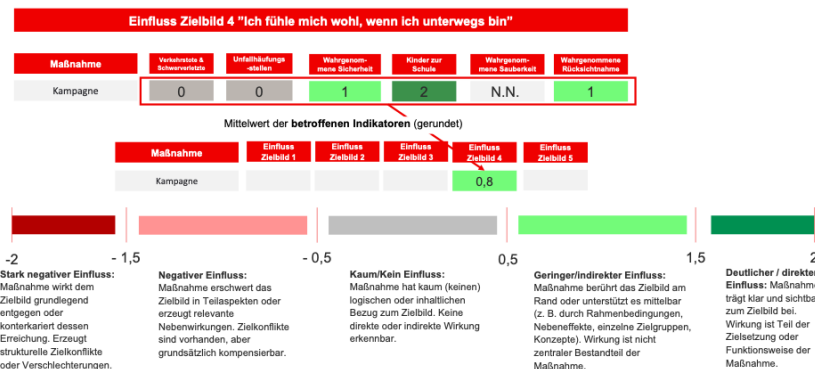 Einfluss Zielbild 4 "Ich fühle mich wohl, wenn ich unterwegs bin"
Maßnahme
Verkehrstote & Schwerverletzte
Unfallhäufungs-stellen
Wahrgenom-mene Sicherheit
Kinder zur Schule
Wahrgenom-mene Sauberkeit
Wahrgenommene Rücksichtnahme
Kampagne 0 0 1 2 N.N. 1
Mittelwert der betroffenen Indikatoren (gerundet)
Maßnahme
Einfluss Zielbild 1
Einfluss Zielbild 2
Einfluss Zielbild 3
Einfluss Zielbild 4
Einfluss Zielbild 5
Kampagne 0,8
-2 - 1,5 - 0,5 0,5 1,5 2
Stark negativer Einfluss:
Maßnahme wirkt dem
Zielbild grundlegend
entgegen oder
konterkariert dessen
Erreichung. Erzeugt
strukturelle Zielkonflikte
oder Verschlechterungen.
Negativer Einfluss:
Maßnahme erschwert das
Zielbild in Teilaspekten oder
erzeugt relevante
Nebenwirkungen. Zielkonflikte
sind vorhanden, aber
grundsätzlich kompensierbar.
Kaum/Kein Einfluss:
Maßnahme hat kaum (keinen)
logischen oder inhaltlichen
Bezug zum Zielbild. Keine
direkte oder indirekte Wirkung
erkennbar.
Geringer/indirekter Einfluss:
Maßnahme berührt das Zielbild am
Rand oder unterstützt es mittelbar
(z. B. durch Rahmenbedingungen,
Nebeneffekte, einzelne Zielgruppen,
Konzepte). Wirkung ist nicht
zentraler Bestandteil der
Maßnahme.
Deutlicher / direkter
Einfluss: Maßnahme
trägt klar und sichtba
zum Zielbild bei.
Wirkung ist Teil der
Zielsetzung oder
Funktionsweise der
Maßnahme.